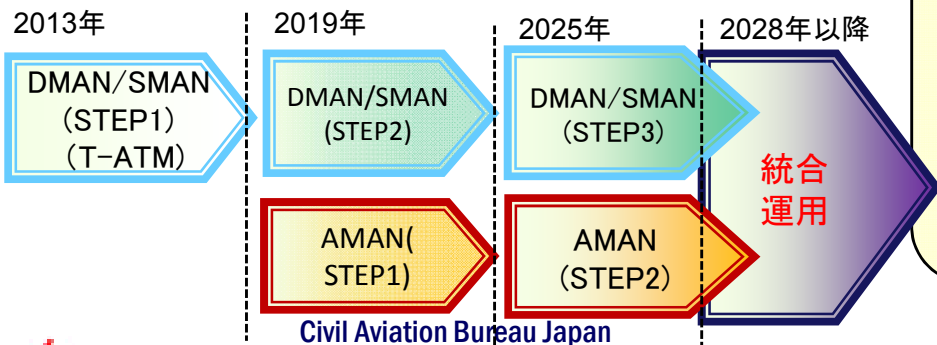 2013年
2019年
2025年
2028年以降
DMAN/SMAN
（STEP1）
（T-ATM）
DMAN/SMAN
(STEP2)
DMAN/SMAN
（STEP3）
統合
運用
AMAN(
STEP1)
AMAN
（STEP2）
Civil Aviation Bureau Japan